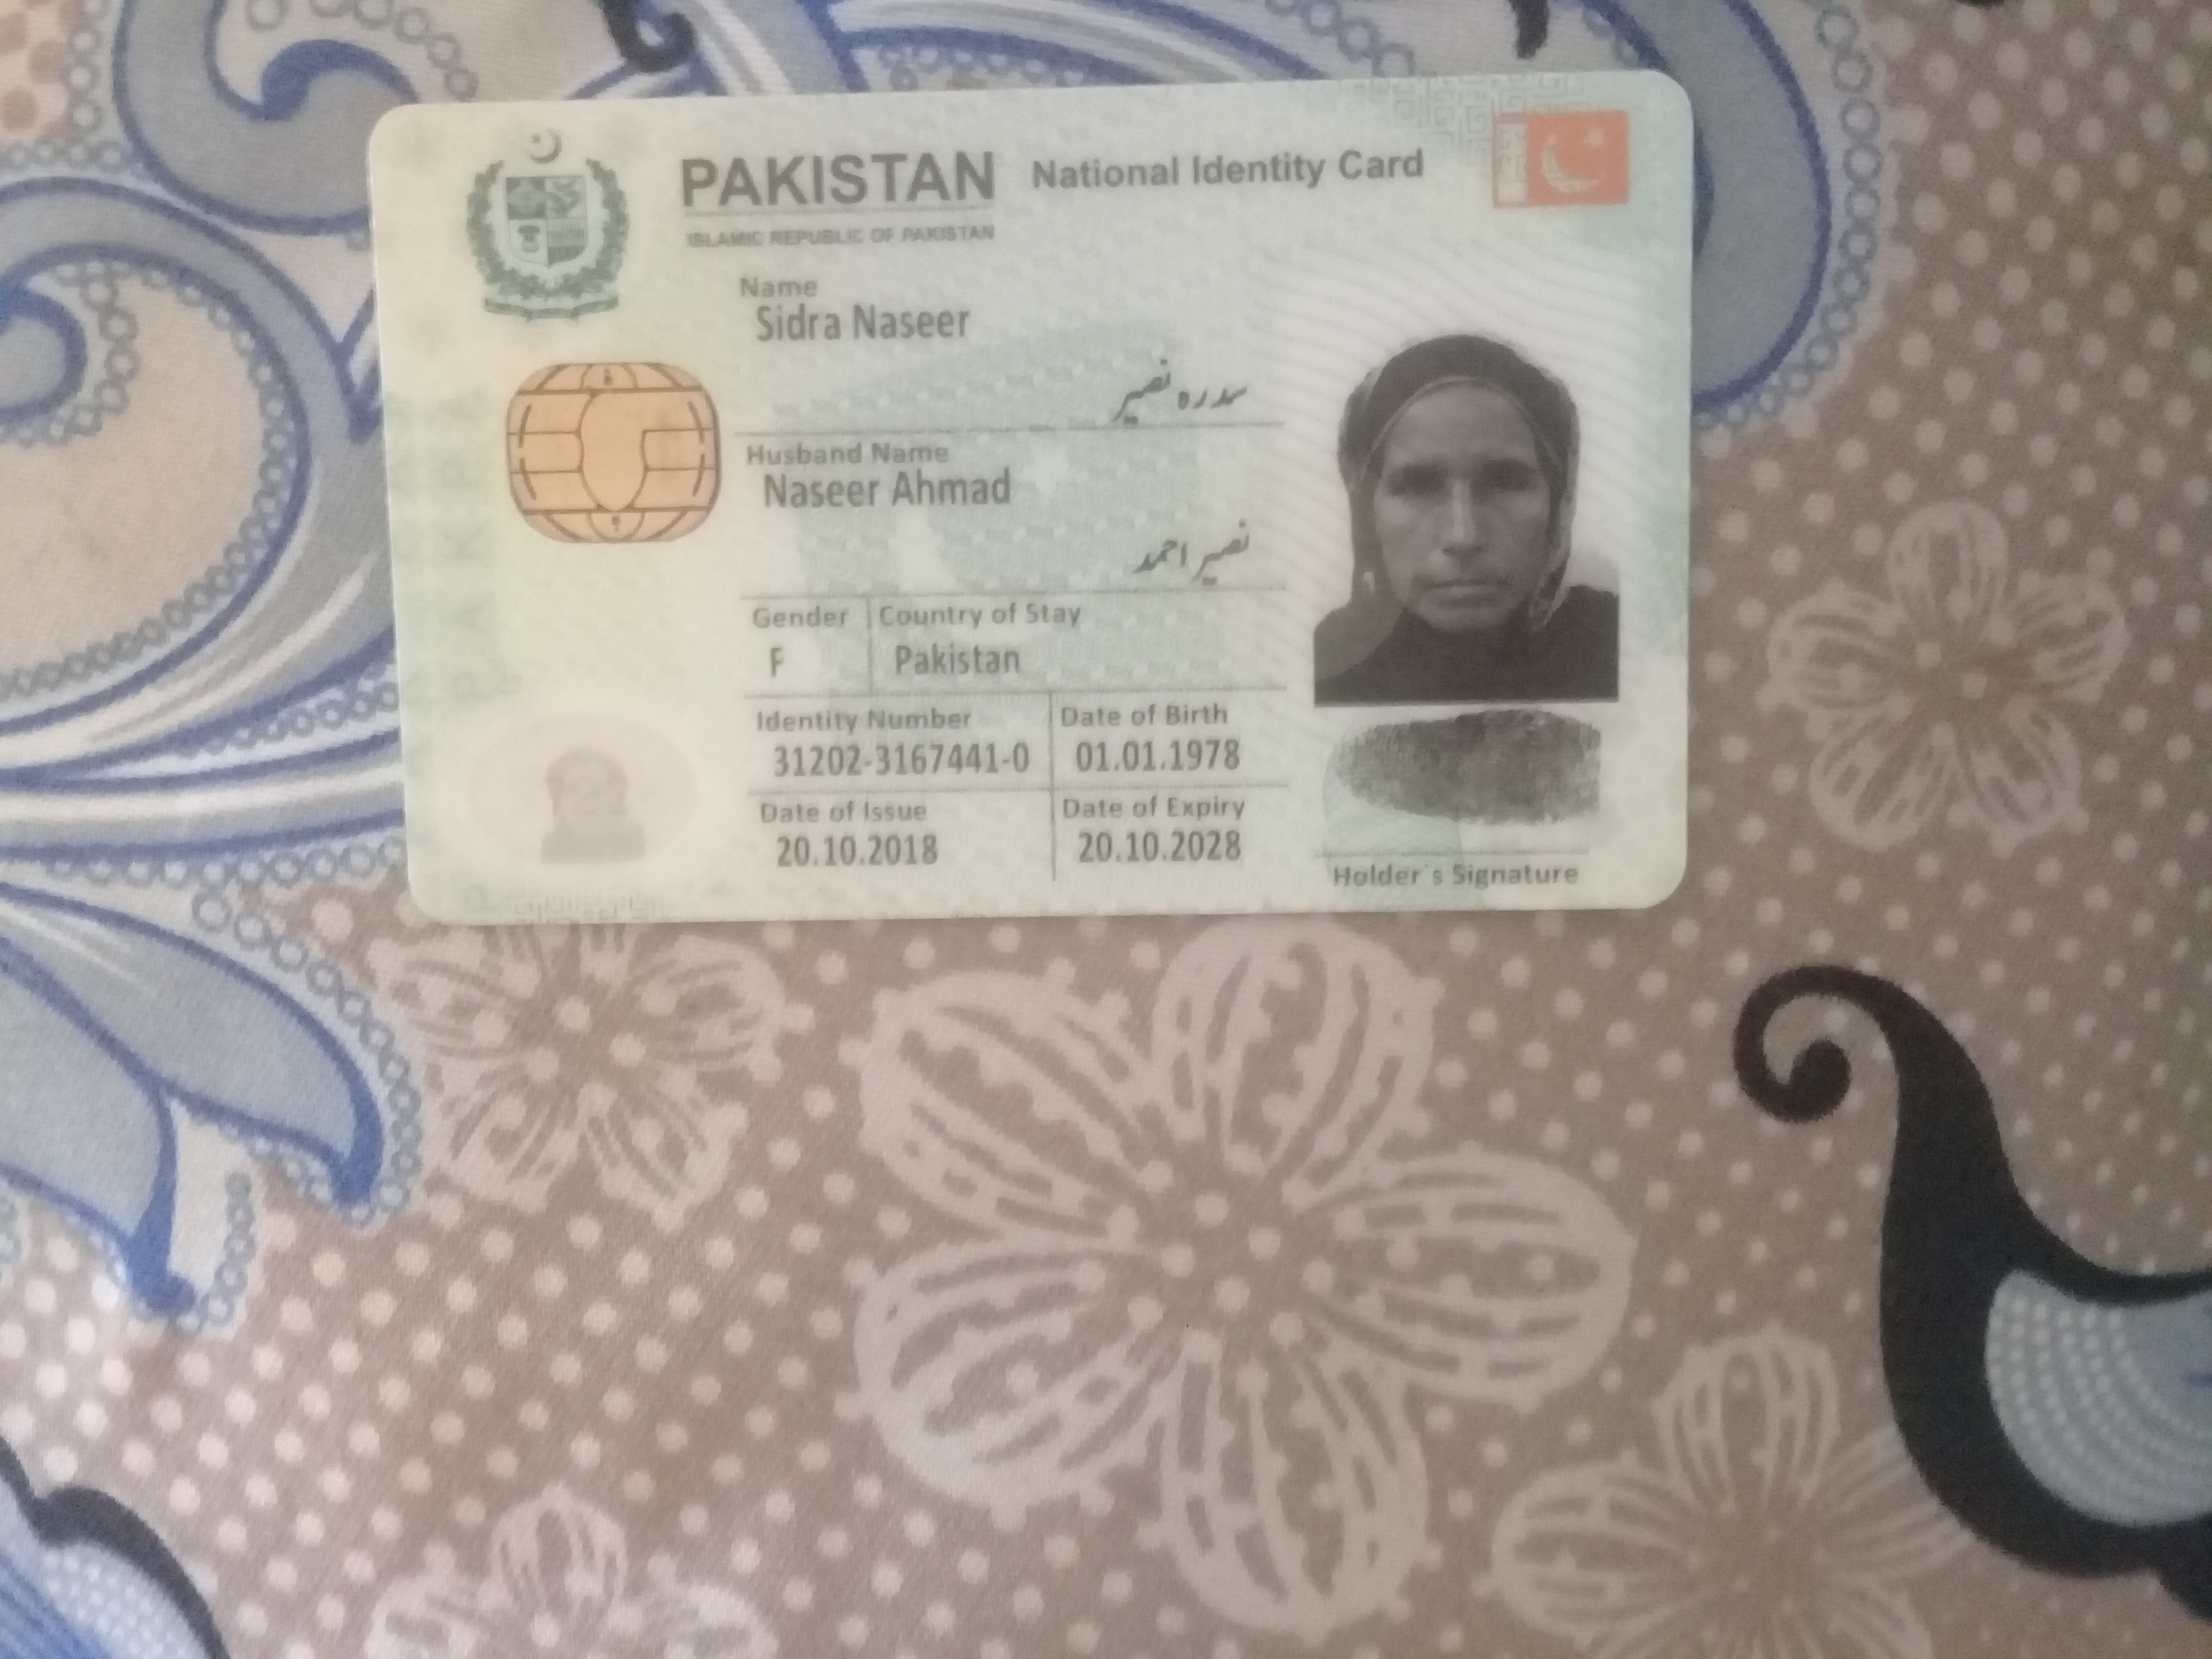 PAKISTAN National Identity Card
ISLAMIC REPUBLIC OF PAKISTAN
Name
Sidra Naseer
سدره نصیر
Husband Name
Naseer Ahmad
نصیر احمد
Gender Country of Stay
F Pakistan
Identity Number Date of Birth
31202-3167441-0 01.01.1978
Date of Issue Date of Expiry
20.10.2018 20.10.2028
Holder's Signature